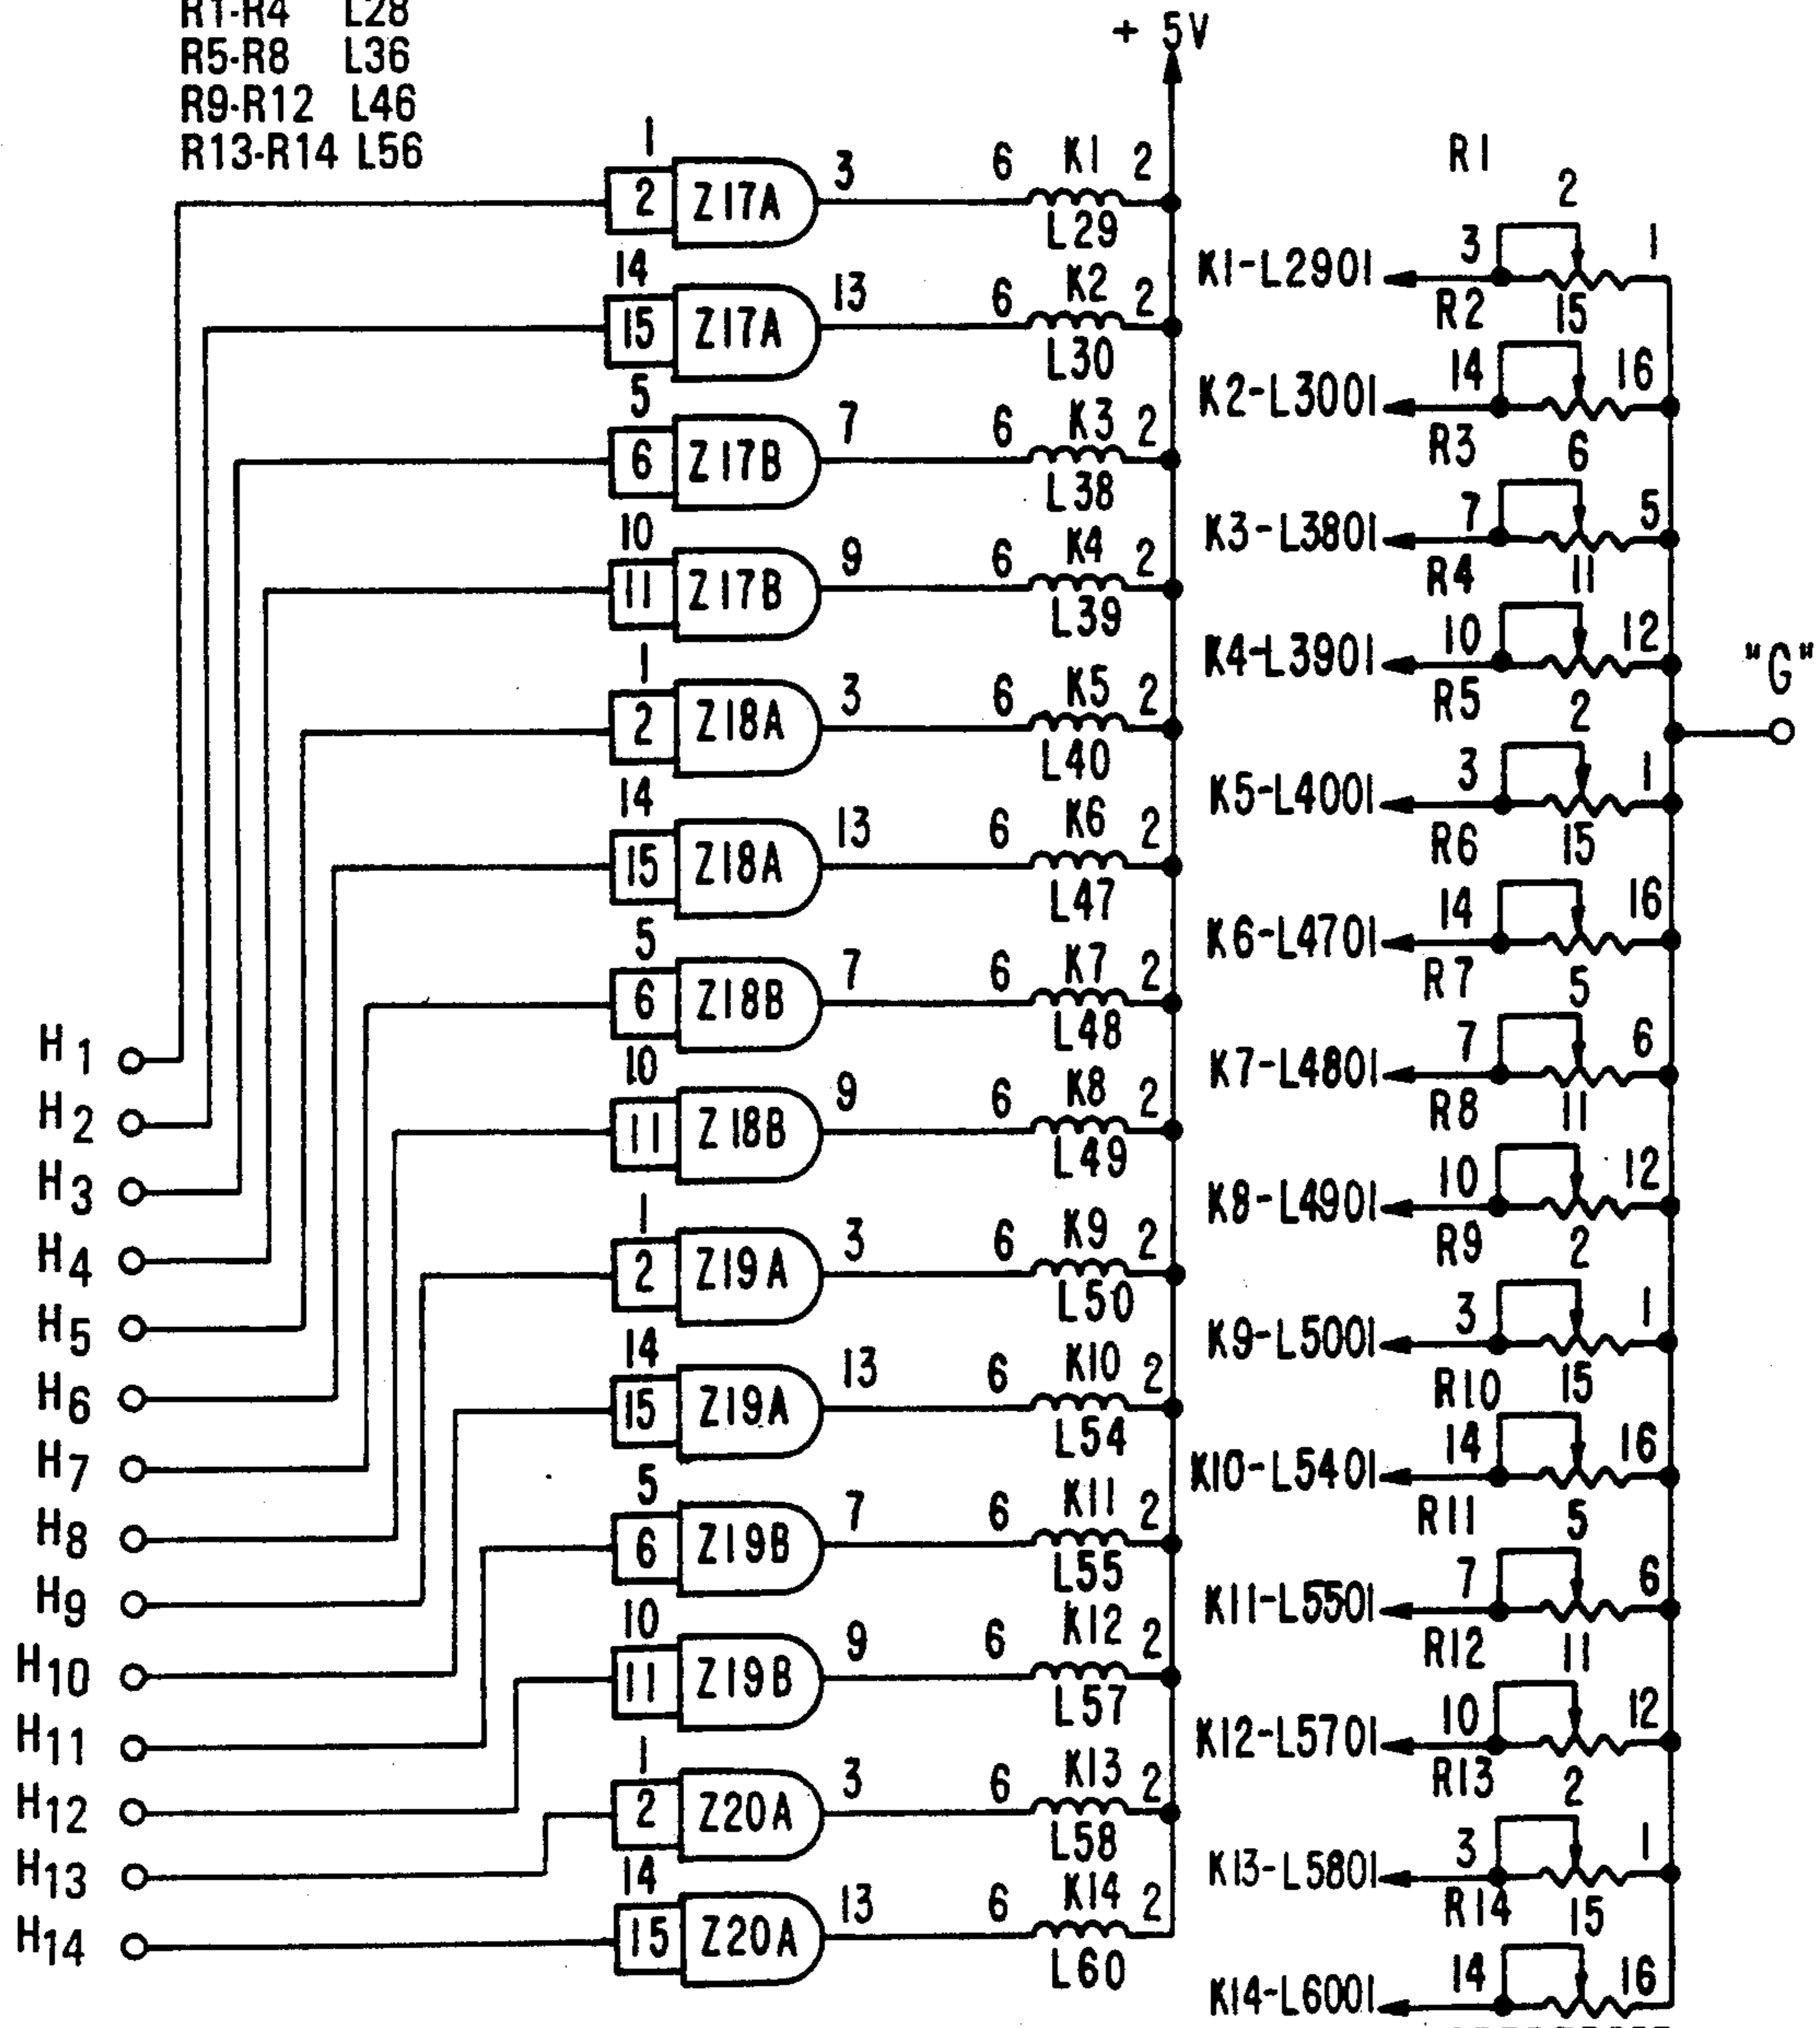 R1-R4 L28
R5-R8 L36
R9-R12 L46
R13-R14 L56
+ 5V
1
2 Z17A 3 6 K1 2
L29
14
15 Z17A 13 6 K2 2
L30
5
6 Z17B 7 6 K3 2
L38
10
11 Z17B 9 6 K4 2
L39
1
2 Z18A 3 6 K5 2
L40
14
15 Z18A 13 6 K6 2
L47
5
6 Z18B 7 6 K7 2
L48
10
11 Z18B 9 6 K8 2
L49
1
2 Z19A 3 6 K9 2
L50
14
15 Z19A 13 6 K10 2
L54
5
6 Z19B 7 6 K11 2
L55
10
11 Z19B 9 6 K12 2
L57
1
2 Z20A 3 6 K13 2
L58
14
15 Z20A 13 6 K14 2
L60
H1
H2
H3
H4
H5
H6
H7
H8
H9
H10
H11
H12
H13
H14
R1
2
K1-L2901 3 1
R2 15
K2-L3001 14 16
R3 6
K3-L3801 7 5
R4 11
K4-L3901 10 12
R5 2
K5-L4001 3 1
R6 15
K6-L4701 14 16
R7 5
K7-L4801 7 6
R8 11
K8-L4901 10 12
R9 2
K9-L5001 3 1
R10 15
K10-L5401 14 16
R11 5
K11-L5501 7 6
R12 11
K12-L5701 10 12
R13 2
K13-L5801 3 1
R14 15
K14-L6001 14 16
"G"